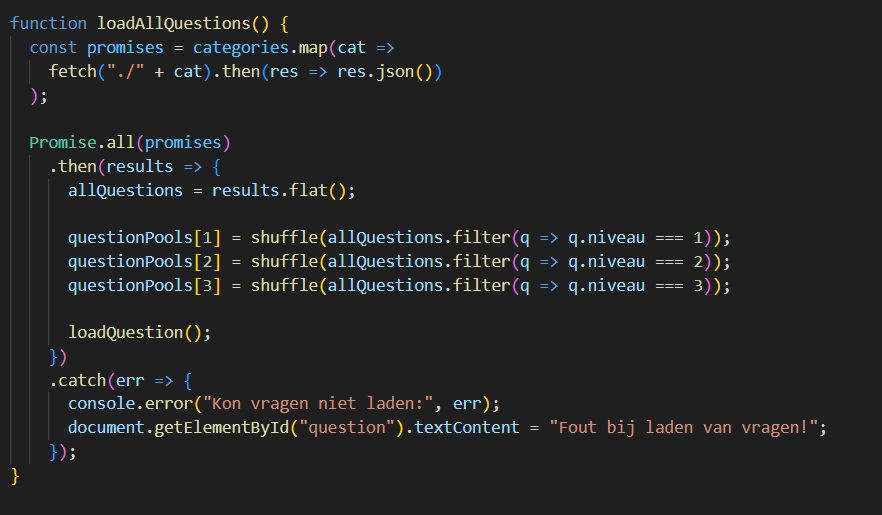 function loadAllQuestions() {
  const promises = categories.map(cat =>
    fetch("./" + cat).then(res => res.json())
  );

  Promise.all(promises)
    .then(results => {
      allQuestions = results.flat();

      questionPools[1] = shuffle(allQuestions.filter(q => q.niveau === 1));
      questionPools[2] = shuffle(allQuestions.filter(q => q.niveau === 2));
      questionPools[3] = shuffle(allQuestions.filter(q => q.niveau === 3));

      loadQuestion();
    })
    .catch(err => {
      console.error("Kon vragen niet laden:", err);
      document.getElementById("question").textContent = "Fout bij laden van vragen!";
    });
}